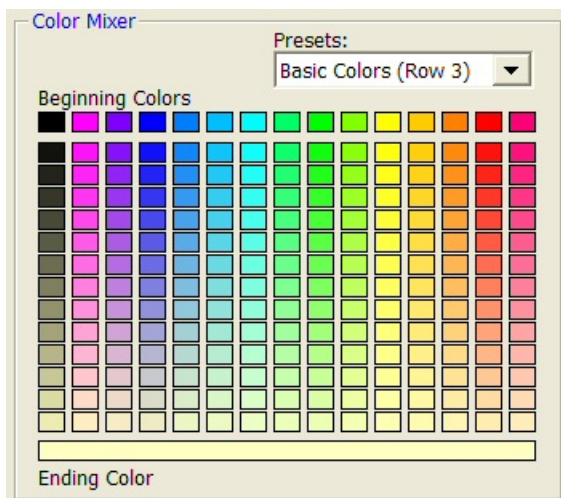 Color Mixer
Presets:
Basic Colors (Row 3)
Beginning Colors
Ending Color